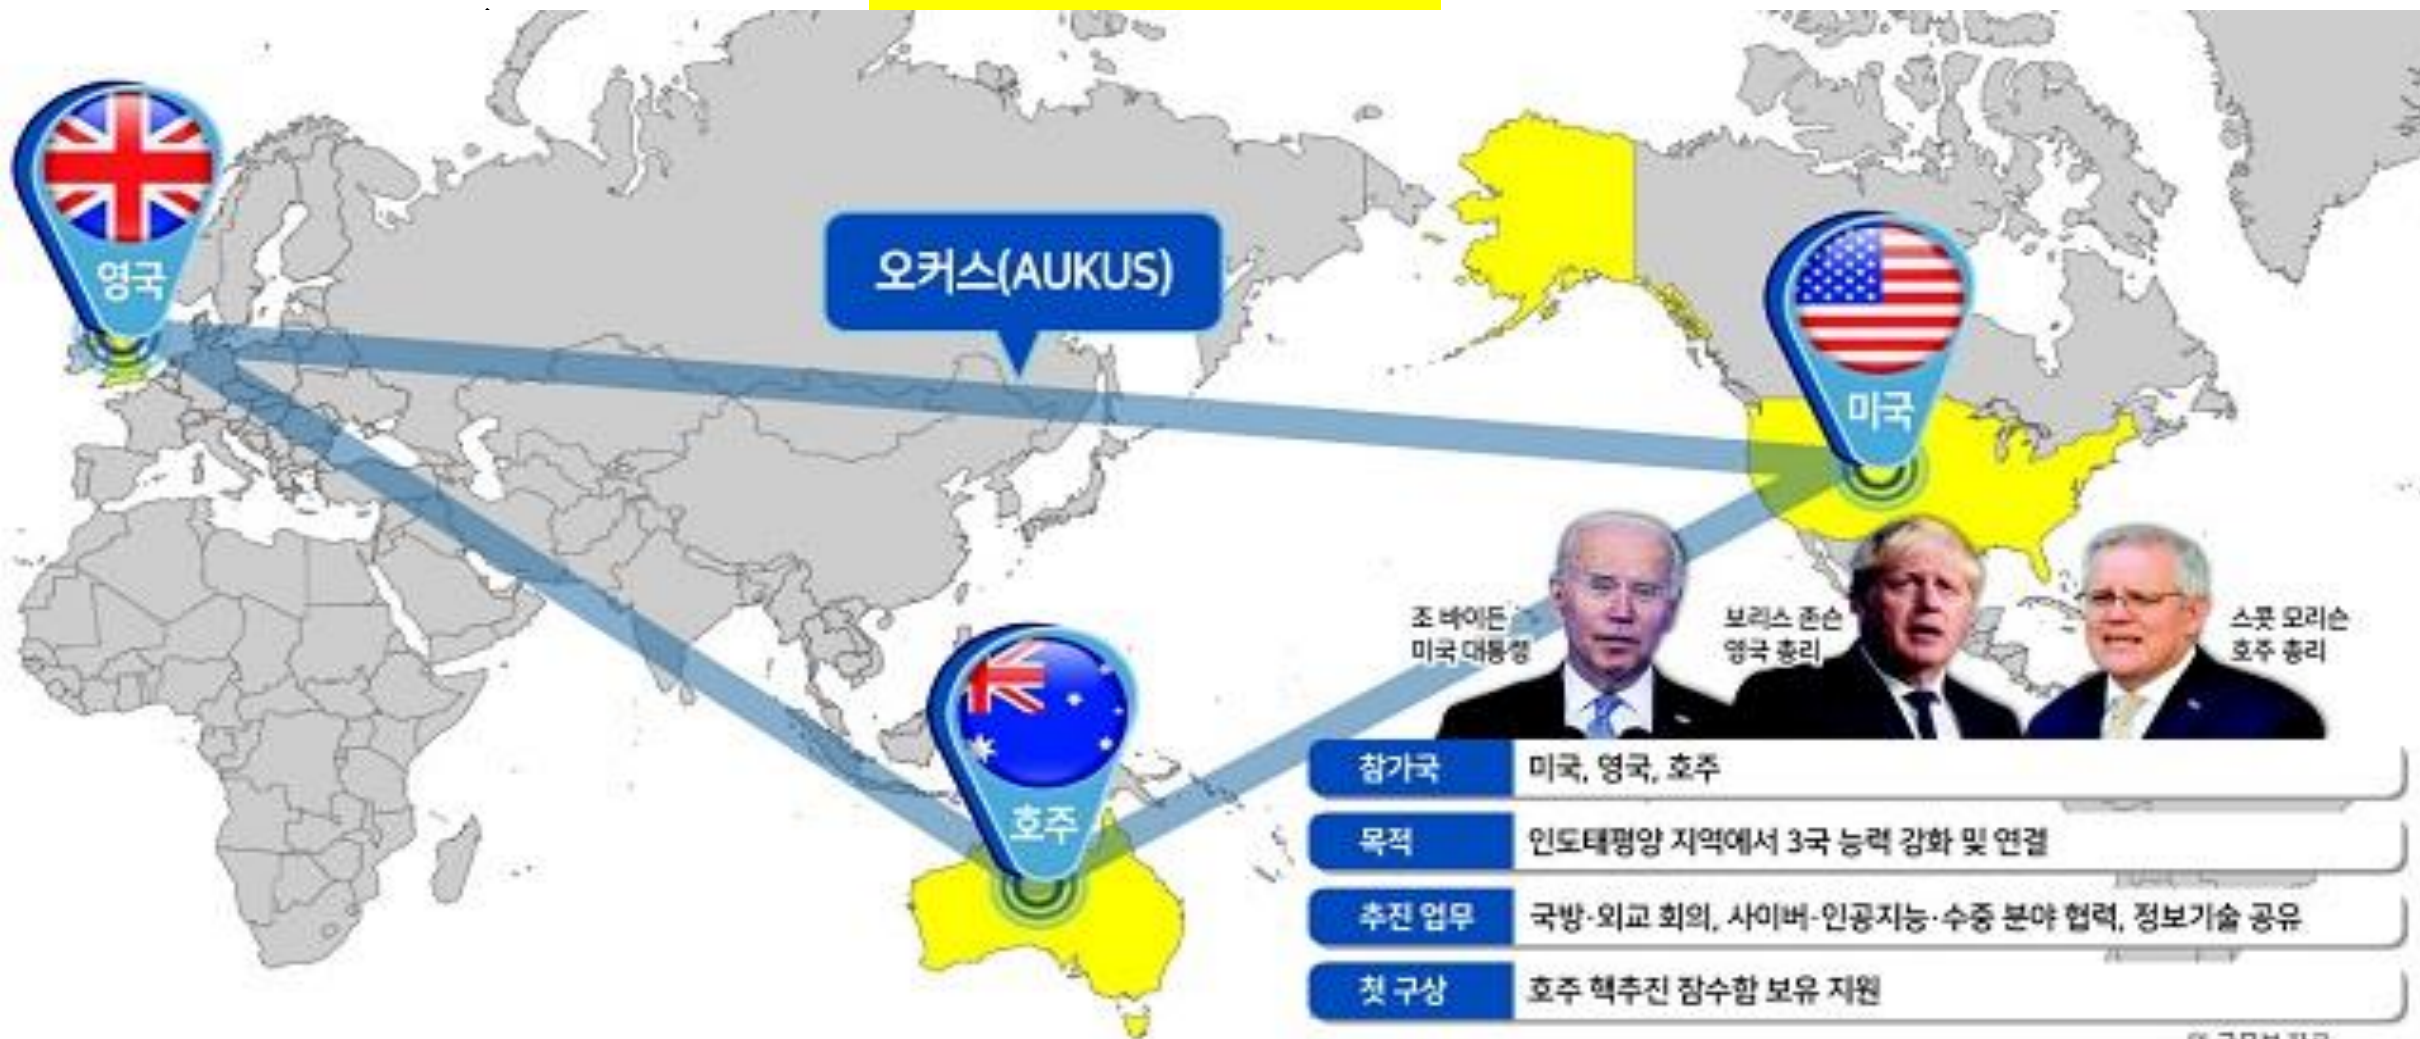 영국
오커스(AUKUS)
미국
호주
조 바이든
미국 대통령
보리스 존슨
영국 총리
스콧 모리슨
호주 총리
참가국 미국, 영국, 호주
목적 인도태평양 지역에서 3국 능력 강화 및 연결
추진 업무 국방·외교 회의, 사이버·인공지능·수중 분야 협력, 정보기술 공유
첫 구상 호주 핵추진 잠수함 보유 지원